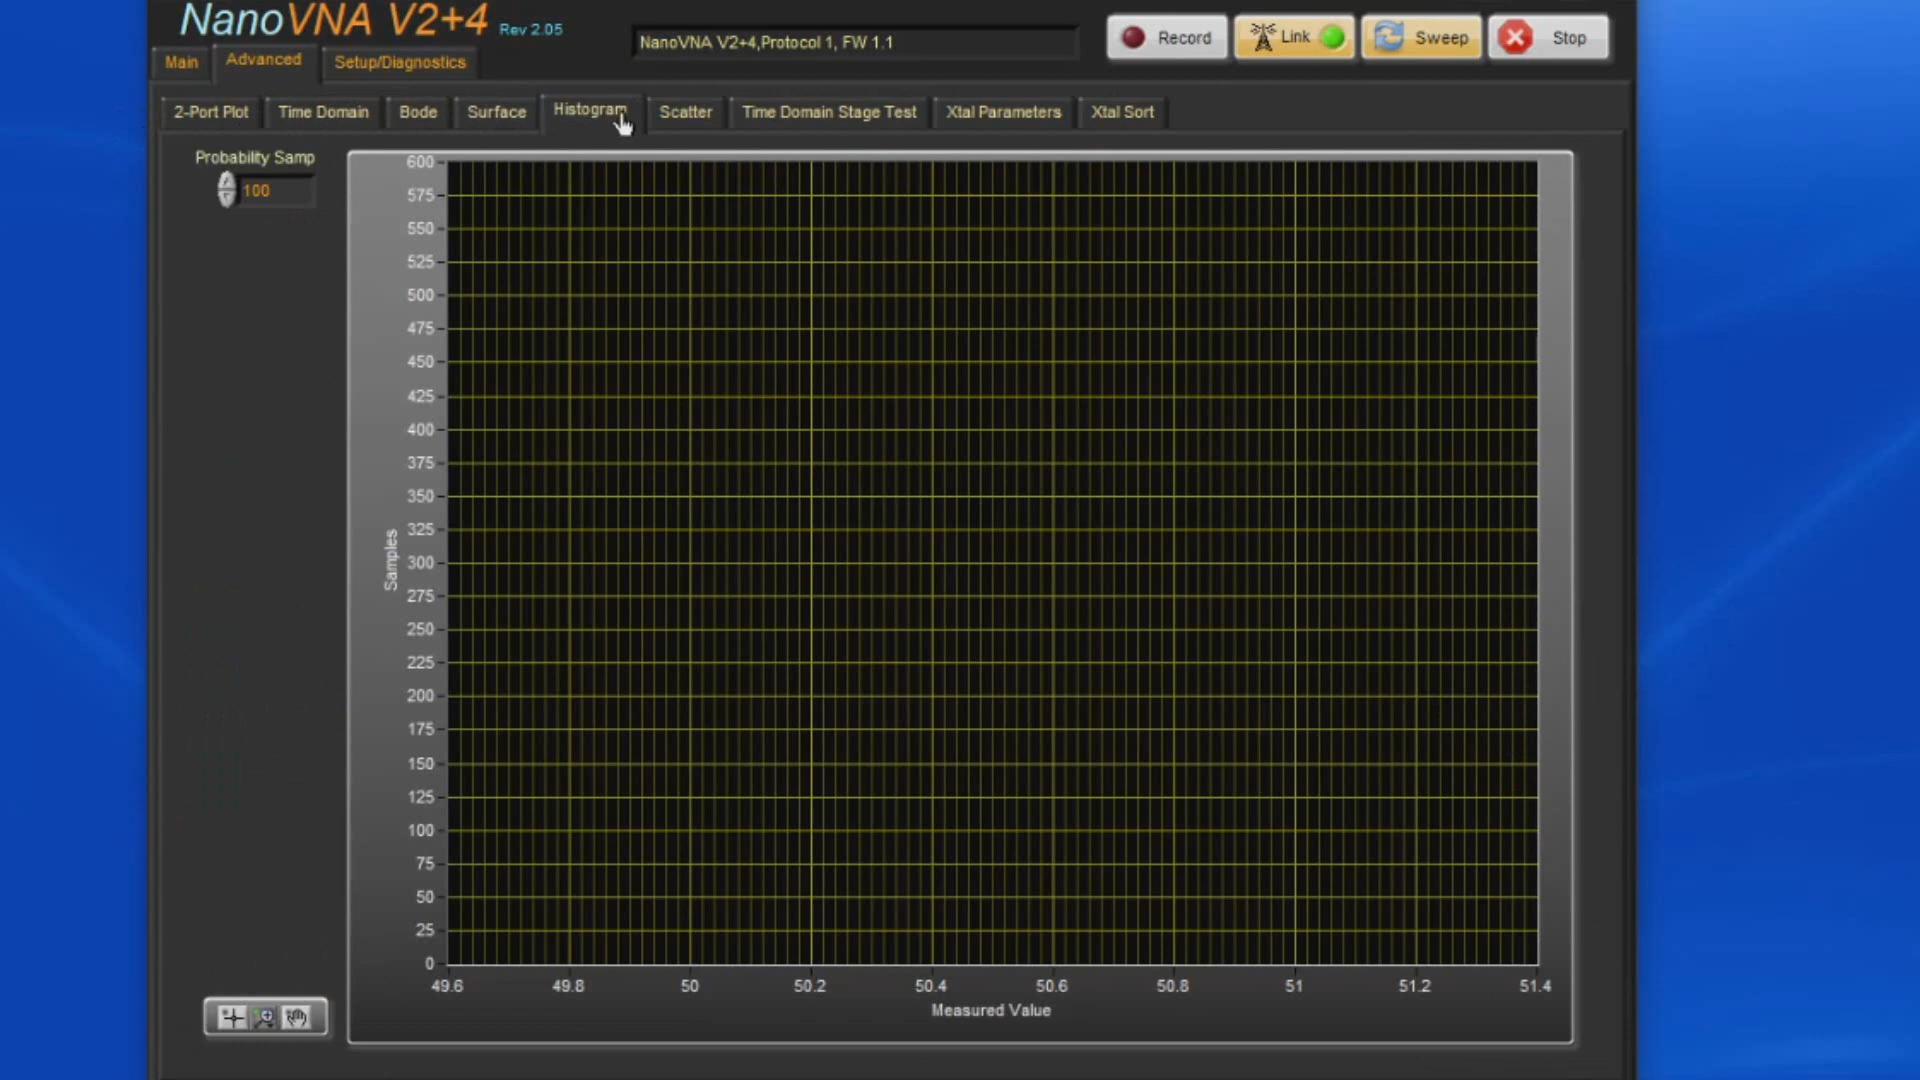 NanoVNA V2+4 Rev 2.05
NanoVNA V2+4,Protocol 1, FW 1.1
Record
Link
Sweep
Stop
Main
Advanced
Setup/Diagnostics
2-Port Plot
Time Domain
Bode
Surface
Histogram
Scatter
Time Domain Stage Test
Xtal Parameters
Xtal Sort
Probability Samp
100
600
575
550
525
500
475
450
425
400
375
350
325
300
275
250
225
200
175
150
125
100
75
50
25
0
Samples
49.6 49.8 50 50.2 50.4 50.6 50.8 51 51.2 51.4
Measured Value